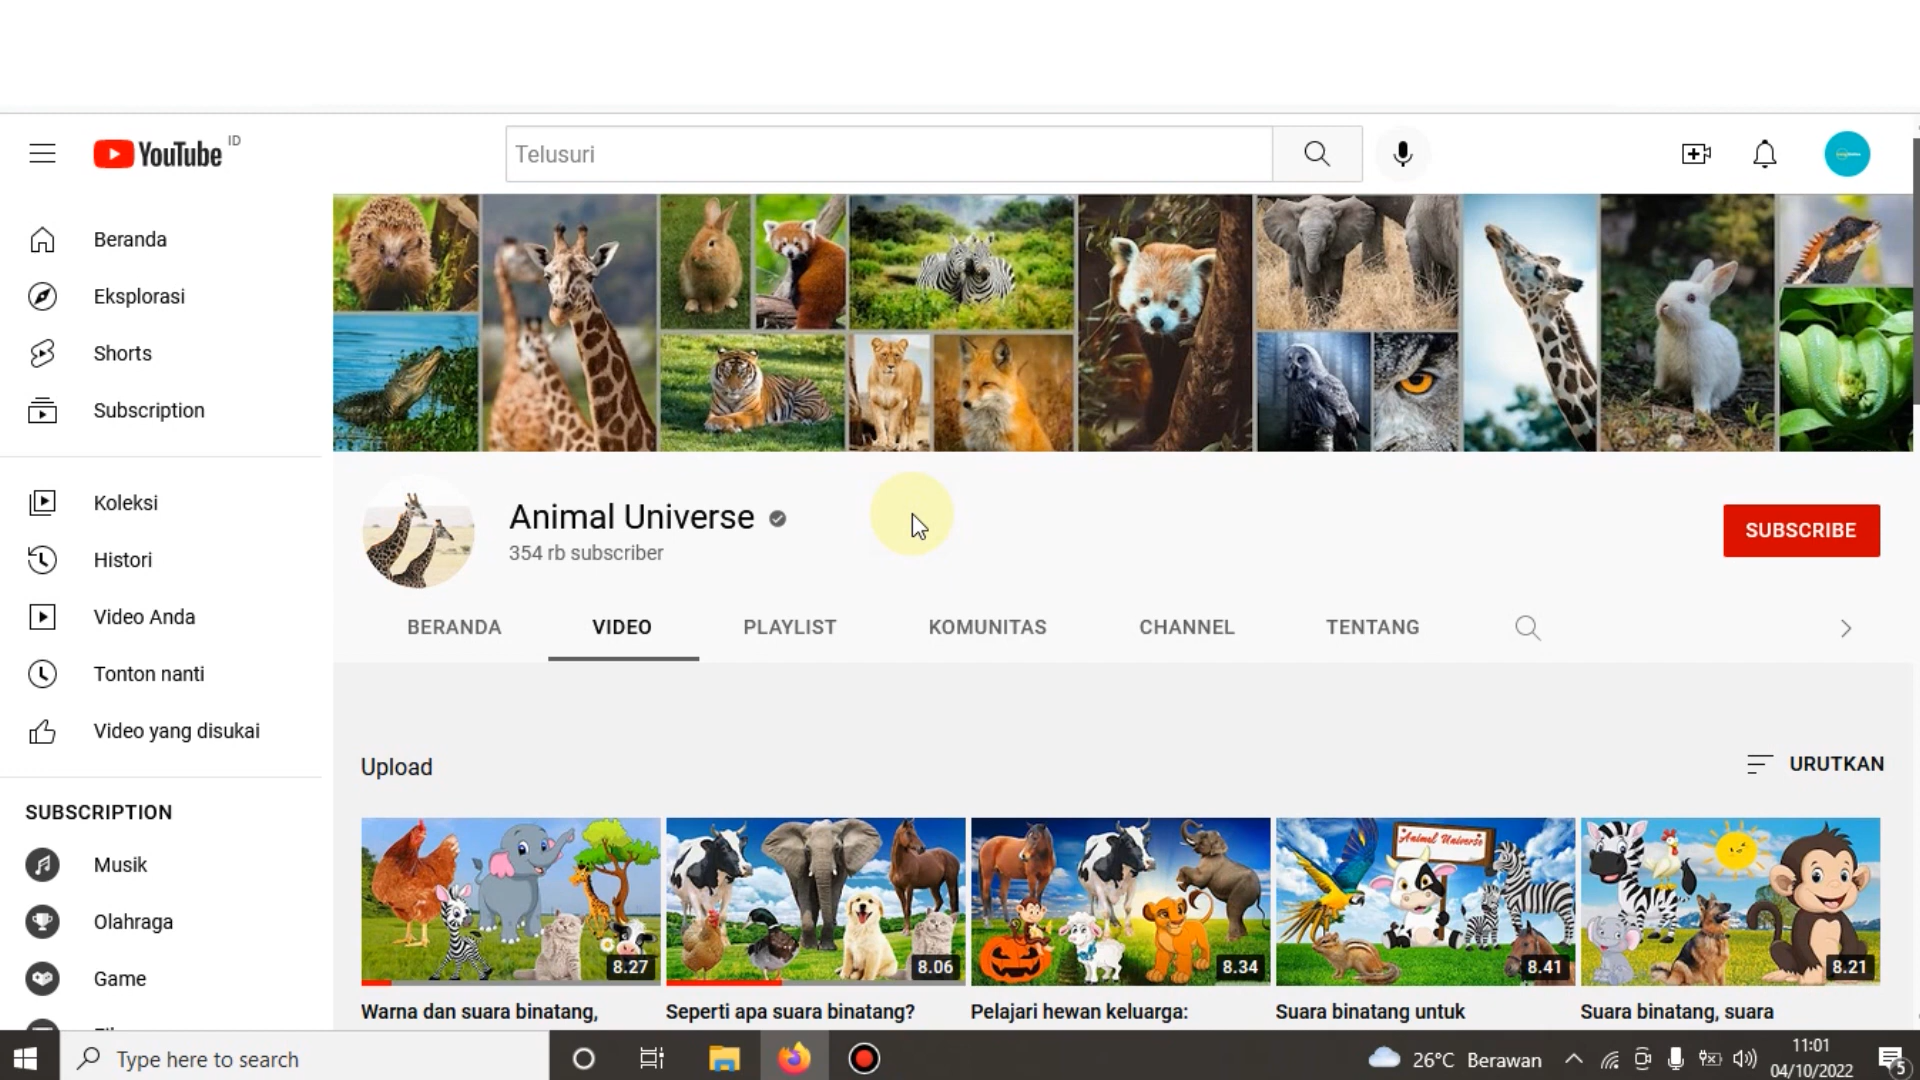 YouTube ID
Telusuri
Beranda
Eksplorasi
Shorts
Subscription
Koleksi
Histori
Video Anda
Tonton nanti
Video yang disukai
SUBSCRIPTION
Musik
Olahraga
Game
Animal Universe
354 rb subscriber
SUBSCRIBE
BERANDA VIDEO PLAYLIST KOMUNITAS CHANNEL TENTANG
Upload
URUTKAN
Animal Universe
8.27 8.06 8.34 8.41 8.21
Warna dan suara binatang, Seperti apa suara binatang? Pelajari hewan keluarga: Suara binatang untuk Suara binatang, suara
Type here to search
26°C Berawan
11:01
04/10/2022
5